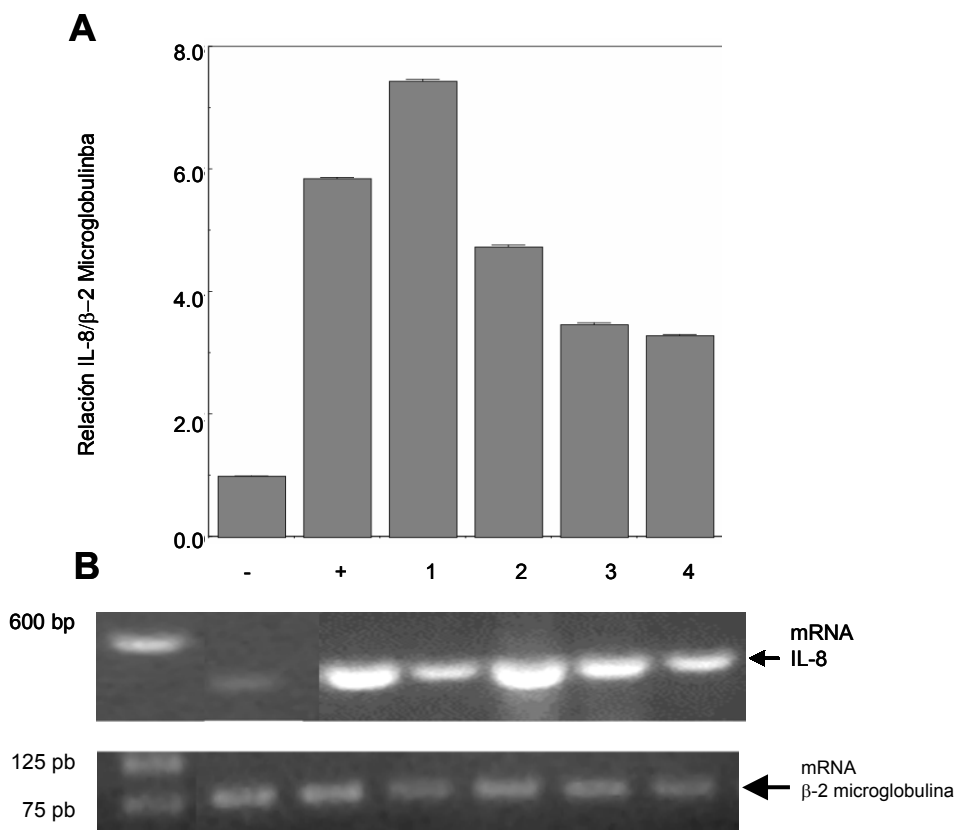 A
Relación IL-8/β–2 Microglobulinba
8.0
6.0
4.0
2.0
0.0
- + 1 2 3 4
B
600 bp
mRNA
IL-8
125 pb
75 pb
mRNA
β-2 microglobulina